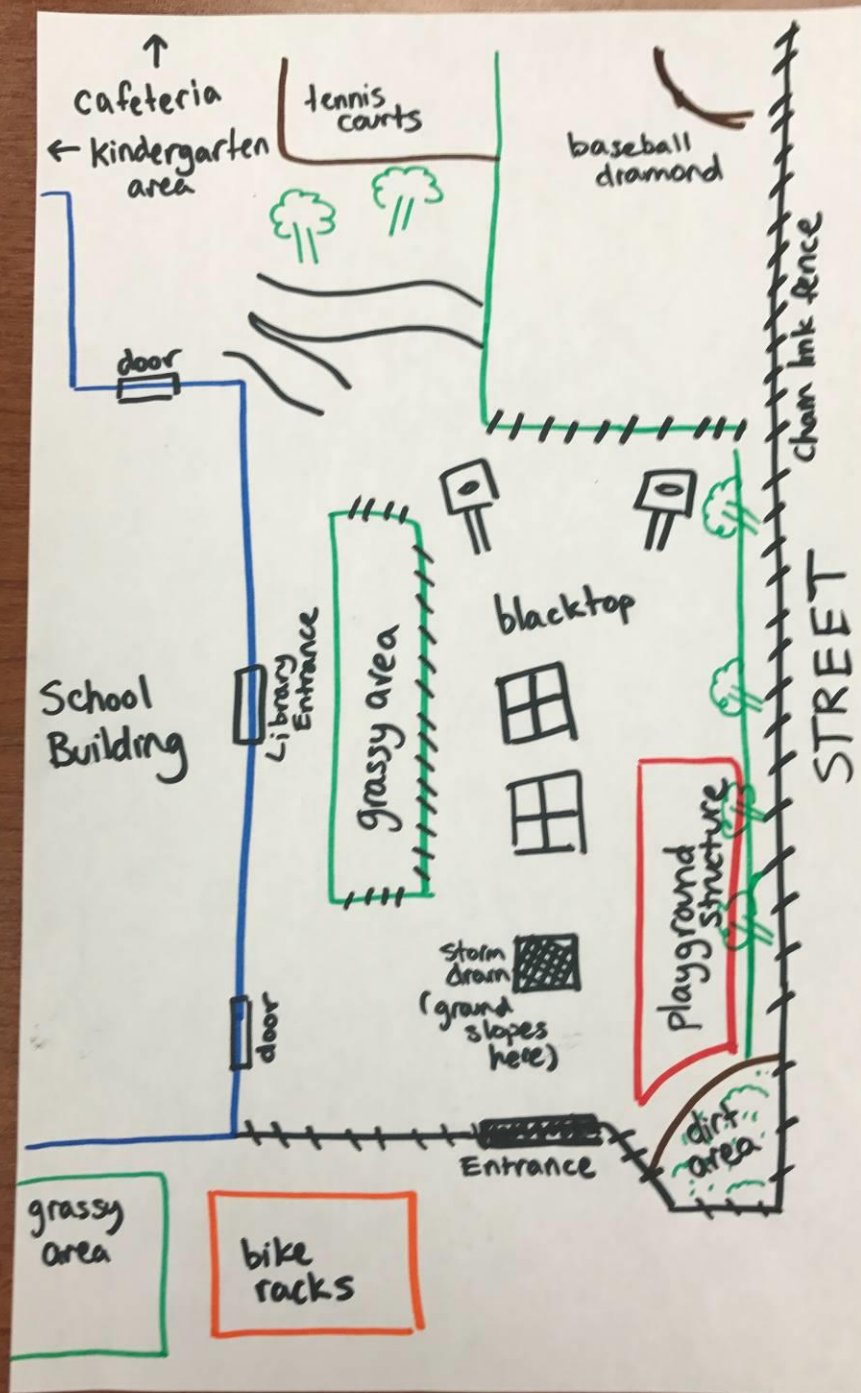 ↑
cafeteria
← kindergarten
area
tennis
courts
baseball
diamond
chain link fence
door
STREET
blacktop
Library
Entrance
grassy area
School
Building
playground
structure
storm
drain
(ground
slopes
here)
door
dirt
area
Entrance
grassy
area
bike
racks